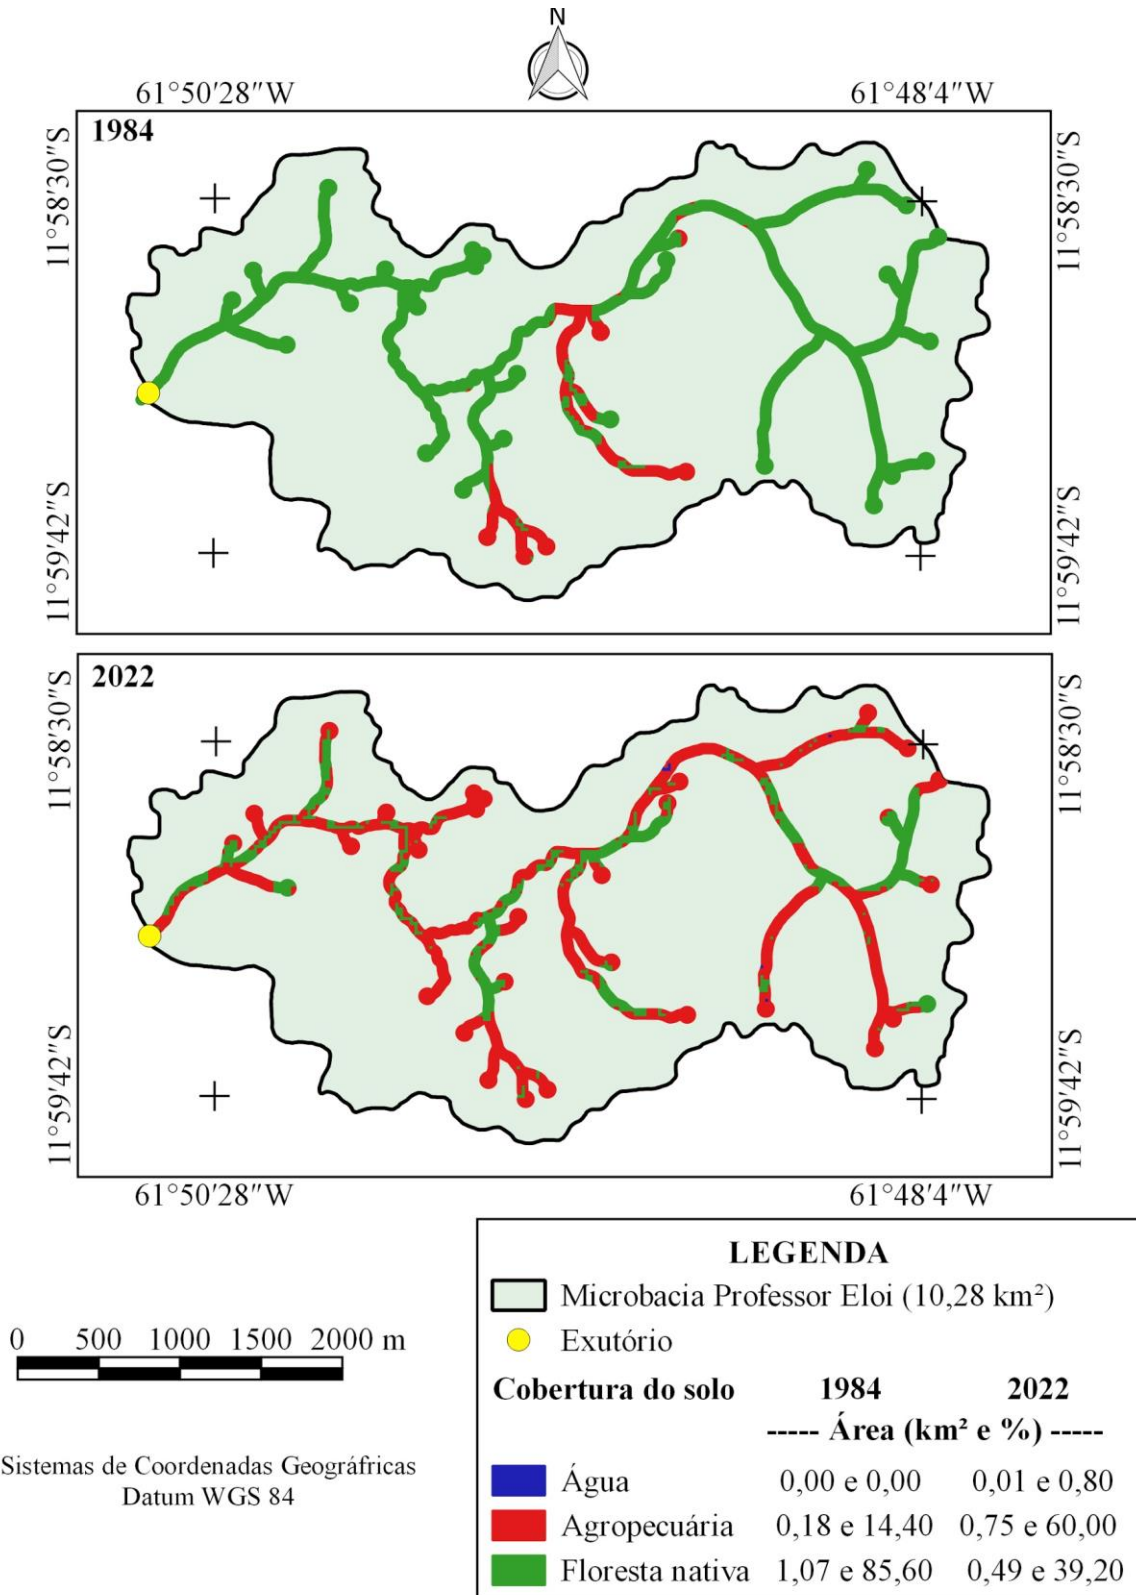 N
61°50'28"W 61°48'4"W
1984
11°58'30"S 11°58'30"S
11°59'42"S 11°59'42"S
2022
11°58'30"S 11°58'30"S
11°59'42"S 11°59'42"S
61°50'28"W 61°48'4"W
LEGENDA
Microbacia Professor Eloi (10,28 km²)
0 500 1000 1500 2000 m
Exutório
Cobertura do solo 1984 2022
----- Área (km² e %) -----
Sistemas de Coordenadas Geográficas
Datum WGS 84
Água 0,00 e 0,00 0,01 e 0,80
Agropecuária 0,18 e 14,40 0,75 e 60,00
Floresta nativa 1,07 e 85,60 0,49 e 39,20